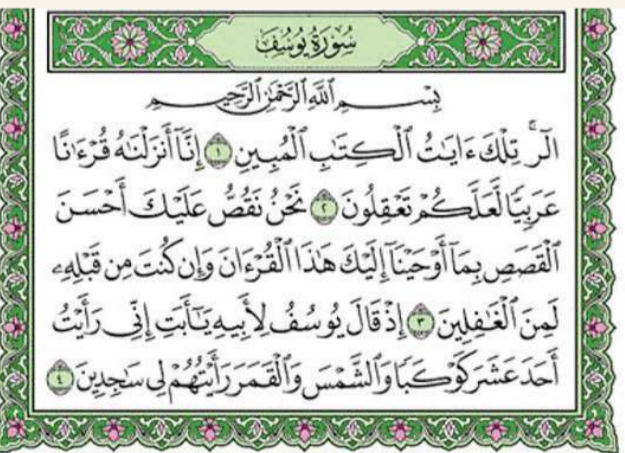 سُورَةُ يُوسُفَ
بِسْمِ ٱللَّهِ ٱلرَّحْمَٰنِ ٱلرَّحِيمِ
الٓر ۚ تِلْكَ ءَايَٰتُ ٱلْكِتَٰبِ ٱلْمُبِينِ ١ إِنَّآ أَنزَلْنَٰهُ قُرْءَٰنًا
عَرَبِيًّا لَّعَلَّكُمْ تَعْقِلُونَ ٢ نَحْنُ نَقُصُّ عَلَيْكَ أَحْسَنَ
ٱلْقَصَصِ بِمَآ أَوْحَيْنَآ إِلَيْكَ هَٰذَا ٱلْقُرْءَانَ وَإِن كُنتَ مِن قَبْلِهِۦ
لَمِنَ ٱلْغَٰفِلِينَ ٣ إِذْ قَالَ يُوسُفُ لِأَبِيهِ يَٰٓأَبَتِ إِنِّي رَأَيْتُ
أَحَدَ عَشَرَ كَوْكَبًا وَٱلشَّمْسَ وَٱلْقَمَرَ رَأَيْتُهُمْ لِي سَٰجِدِينَ ٤